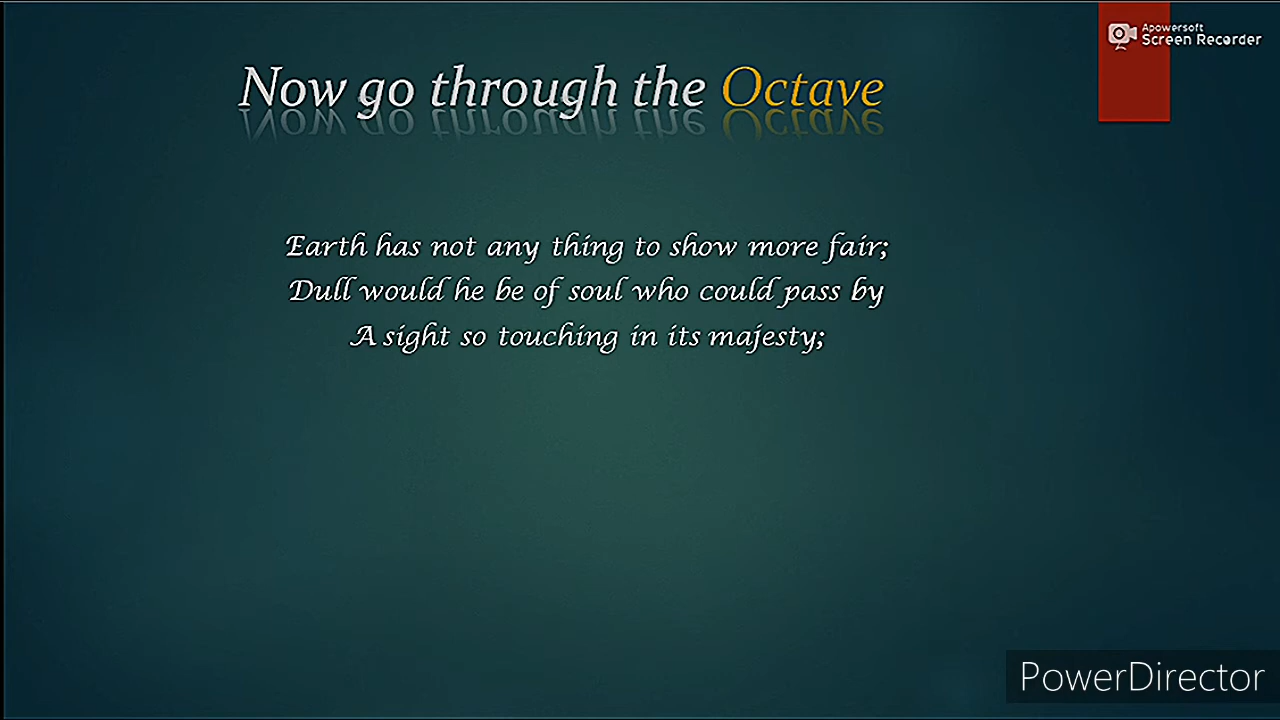 Apowersoft
Screen Recorder
Now go through the Octave
Earth has not any thing to show more fair;
Dull would he be of soul who could pass by
A sight so touching in its majesty;
PowerDirector